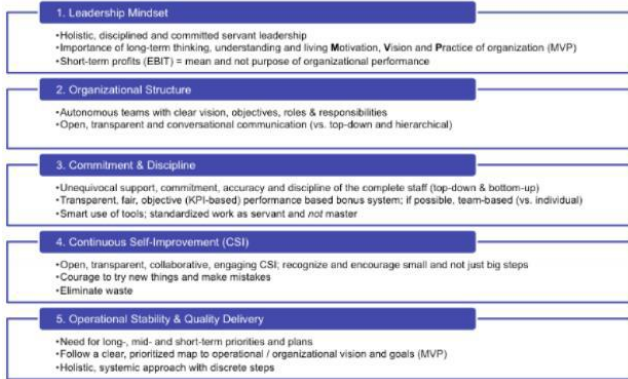 1. Leadership Mindset
•Holistic, disciplined and committed servant leadership
•Importance of long-term thinking, understanding and living Motivation, Vision and Practice of organization (MVP)
•Short-term profits (EBIT) = mean and not purpose of organizational performance
2. Organizational Structure
•Autonomous teams with clear vision, objectives, roles & responsibilities
•Open, transparent and conversational communication (vs. top-down and hierarchical)
3. Commitment & Discipline
•Unequivocal support, commitment, accuracy and discipline of the complete staff (top-down & bottom-up)
•Transparent, fair, objective (KPI-based) performance based bonus system; if possible, team-based (vs. individual)
•Smart use of tools; standardized work as servant and not master
4. Continuous Self-Improvement (CSI)
•Open, transparent, collaborative, engaging CSI; recognize and encourage small and not just big steps
•Courage to try new things and make mistakes
•Eliminate waste
5. Operational Stability & Quality Delivery
•Need for long-, mid- and short-term priorities and plans
•Follow a clear, prioritized map to operational / organizational vision and goals (MVP)
•Holistic, systemic approach with discrete steps